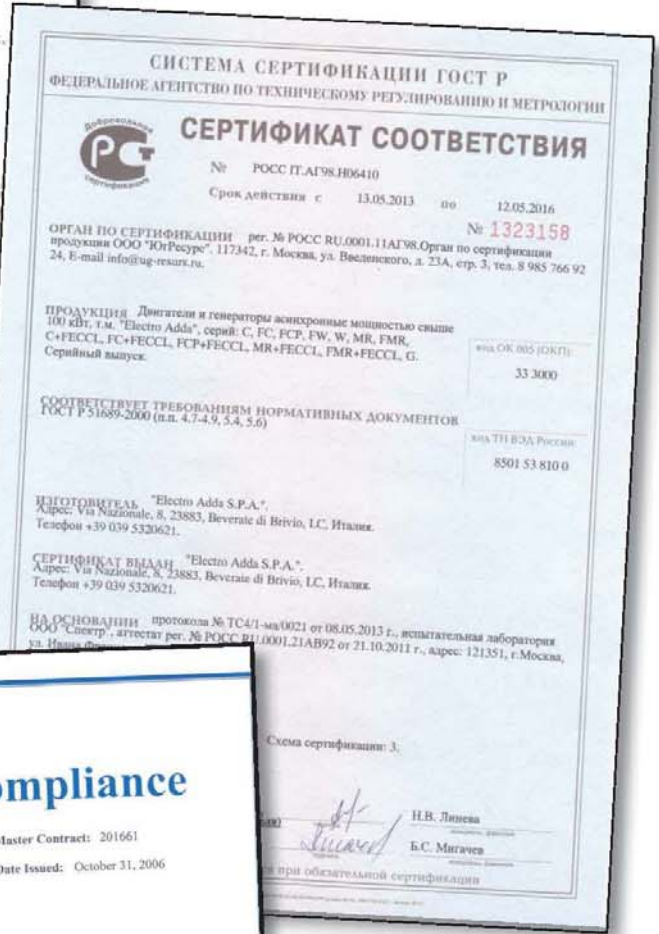 СИСТЕМА СЕРТИФИКАЦИИ ГОСТ Р
ФЕДЕРАЛЬНОЕ АГЕНТСТВО ПО ТЕХНИЧЕСКОМУ РЕГУЛИРОВАНИЮ И МЕТРОЛОГИИ
Добровольная
сертификация
СЕРТИФИКАТ СООТВЕТСТВИЯ
№ РОСС IT.АГ98.Н06410
Срок действия с 13.05.2013 по 12.05.2016
№ 1323158
ОРГАН ПО СЕРТИФИКАЦИИ рег. № РОСС RU.0001.11АГ98.Орган по сертификации
продукции ООО "ЮгРесурс". 117342, г. Москва, ул. Введенского, д. 23А, стр. 3, тел. 8 985 766 92
24, E-mail info@ug-resurs.ru.
ПРОДУКЦИЯ Двигатели и генераторы асинхронные мощностью свыше
100 кВт, т.м. "Electro Adda", серий: C, FC, FCP, FW, W, MR, FMR,
C+FECCL, FC+FECCL, FCP+FECCL, MR+FECCL, FMR+FECCL, G.
Серийный выпуск.
код ОК 005 (ОКП):
33 3000
СООТВЕТСТВУЕТ ТРЕБОВАНИЯМ НОРМАТИВНЫХ ДОКУМЕНТОВ
ГОСТ Р 51689-2000 (п.п. 4.7-4.9, 5.4, 5.6)
код ТН ВЭД России:
8501 53 810 0
ИЗГОТОВИТЕЛЬ "Electro Adda S.P.A.".
Адрес: Via Nazionale, 8, 23883, Beverate di Brivio, LC, Италия.
Телефон +39 039 5320621.
СЕРТИФИКАТ ВЫДАН "Electro Adda S.P.A.".
Адрес: Via Nazionale, 8, 23883, Beverate di Brivio, LC, Италия.
Телефон +39 039 5320621.
НА ОСНОВАНИИ протокола № ТС4/1-ма/0021 от 08.05.2013 г., испытательная лаборатория
ООО "Спектр", аттестат рег. № РОСС RU.0001.21АВ92 от 21.10.2011 г., адрес: 121351, г.Москва,
ул. Ивана
Схема сертификации: 3.
Н.В. Линева
Б.С. Мигачев
при обязательной сертификации
ompliance
Master Contract: 201661
Date Issued: October 31, 2006